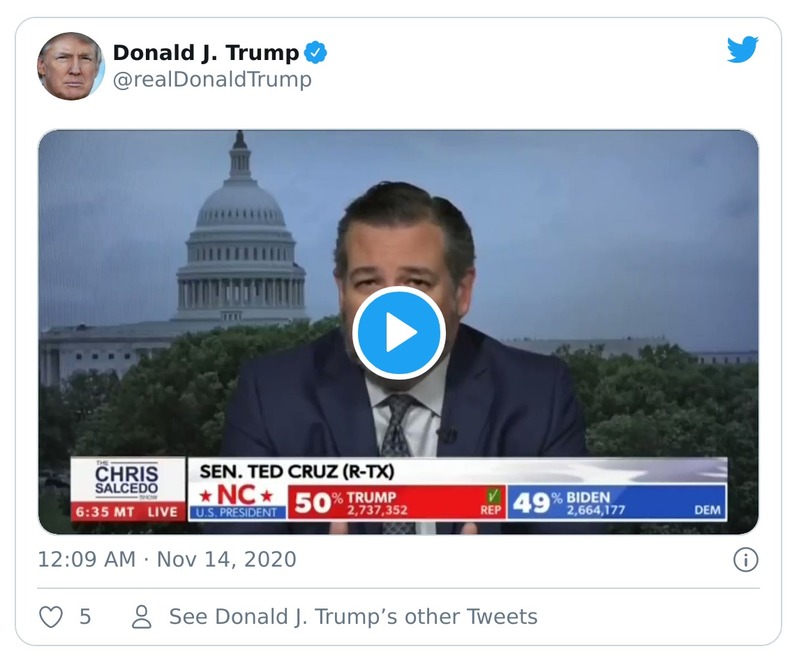 Donald J. Trump
@realDonaldTrump
THE
CHRIS
SALCEDO
SHOW
6:35 MT LIVE
SEN. TED CRUZ (R-TX)
NC
U.S. PRESIDENT
50% TRUMP
2,737,352
REP
49% BIDEN
2,664,177
DEM
12:09 AM · Nov 14, 2020
5
See Donald J. Trump’s other Tweets